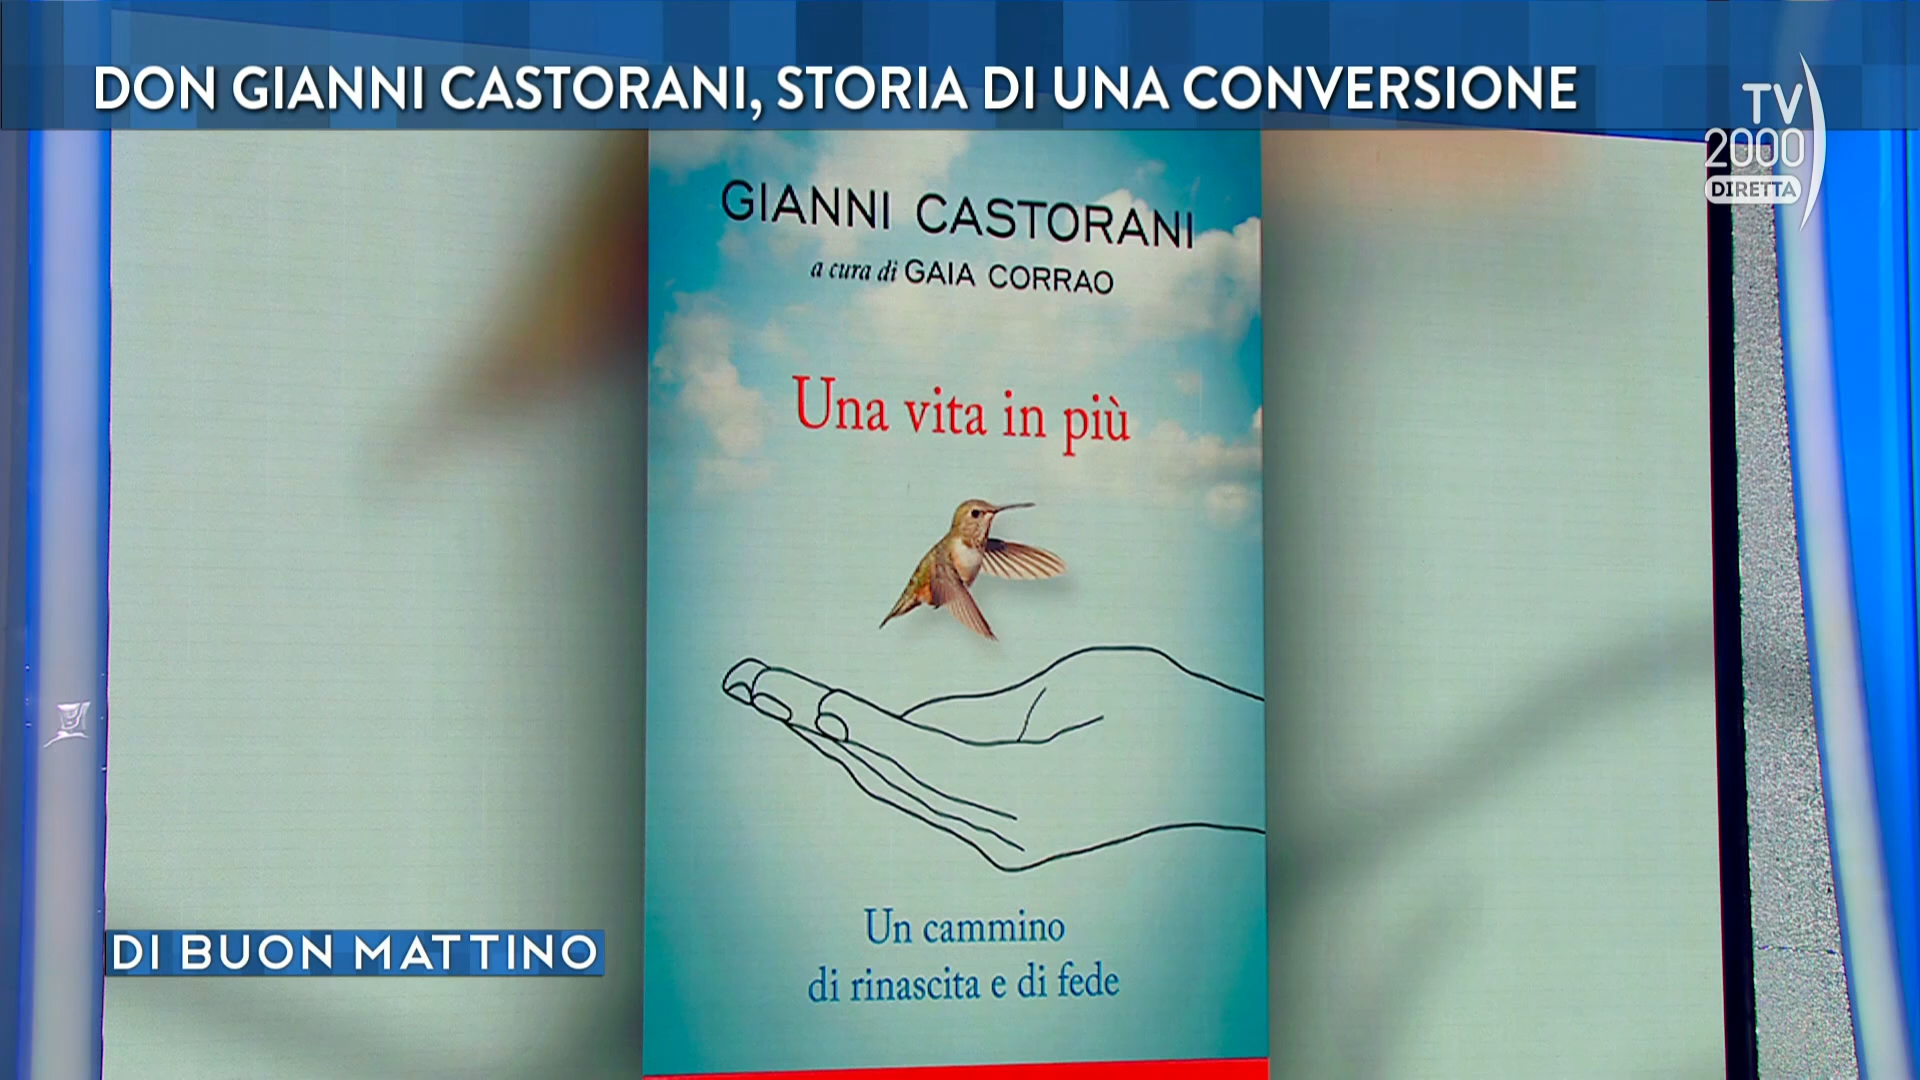 DON GIANNI CASTORANI, STORIA DI UNA CONVERSIONE
TV
2000
DIRETTA
GIANNI CASTORANI
a cura di GAIA CORRAO
Una vita in più
Un cammino
di rinascita e di fede
DI BUON MATTINO